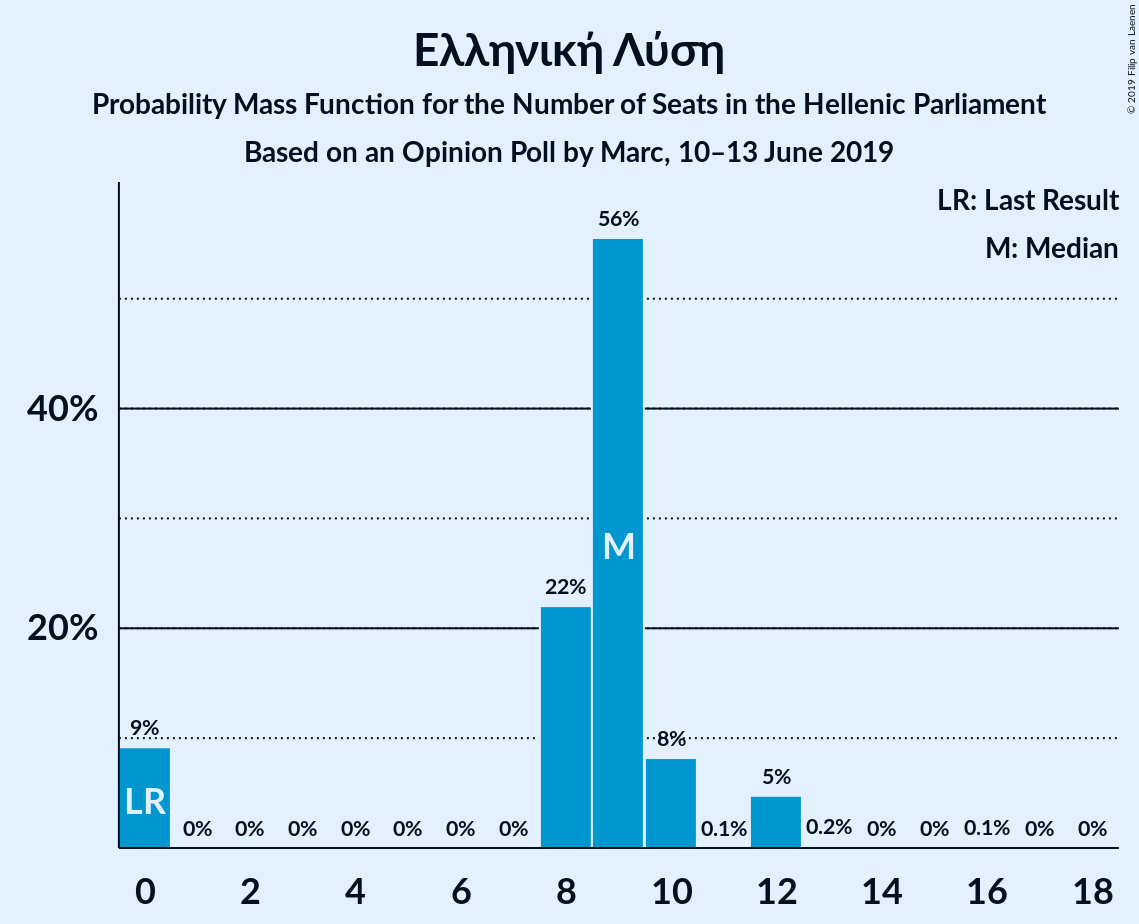 Ελληνική Λύση
Probability Mass Function for the Number of Seats in the Hellenic Parliament
Based on an Opinion Poll by Marc, 10–13 June 2019
© 2019 Filip van Laenen
LR: Last Result
M: Median
56%
40%
M
22%
20%
9%
8%
5%
LR
0%
0%
0%
0%
0%
0%
0%
0.1%
0.2%
0%
0%
0.1%
0%
0%
0 2 4 6 8 10 12 14 16 18